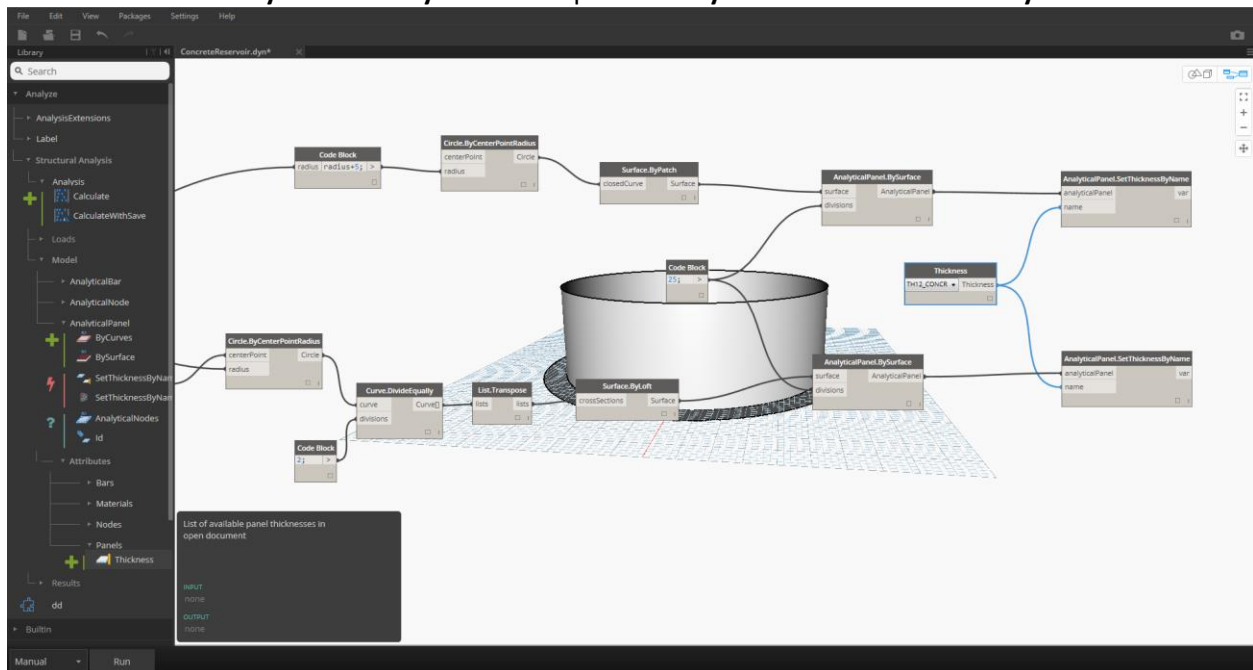 File Edit View Packages Settings Help
Library
ConcreteReservoir.dyn*
Search
Analyze
AnalysisExtensions
Label
Structural Analysis
Analysis
Calculate
CalculateWithSave
Loads
Model
AnalyticalBar
AnalyticalNode
AnalyticalPanel
ByCurves
BySurface
SetThicknessByNam
SetThicknessByNam
AnalyticalNodes
Id
Attributes
Bars
Materials
Nodes
Panels
Thickness
Results
dd
Builtin
Manual Run
Code Block
radius radius+5; >
Circle.ByCenterPointRadius
centerPoint Circle
radius
Surface.ByPatch
closedCurve Surface
AnalyticalPanel.BySurface
surface AnalyticalPanel
divisions
AnalyticalPanel.SetThicknessByName
analyticalPanel var
name
Code Block
25; >
Thickness
TH12_CONCR Thickness
Circle.ByCenterPointRadius
centerPoint Circle
radius
Curve.DivideEqually
curve Curve[]
divisions
List.Transpose
lists lists
Surface.ByLoft
crossSections Surface
AnalyticalPanel.BySurface
surface AnalyticalPanel
divisions
AnalyticalPanel.SetThicknessByName
analyticalPanel var
name
Code Block
2; >
List of available panel thicknesses in
open document
INPUT
none
OUTPUT
none